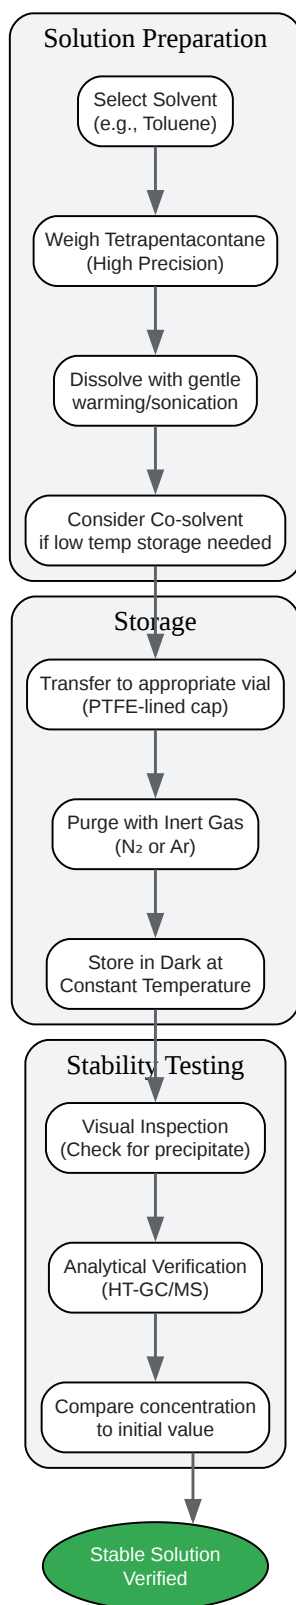 Solution Preparation
Select Solvent
(e.g., Toluene)
Weigh Tetrapentacontane
(High Precision)
Dissolve with gentle
warming/sonication
Consider Co-solvent
if low temp storage needed
Storage
Transfer to appropriate vial
(PTFE-lined cap)
Purge with Inert Gas
(N₂ or Ar)
Store in Dark at
Constant Temperature
Stability Testing
Visual Inspection
(Check for precipitate)
Analytical Verification
(HT-GC/MS)
Compare concentration
to initial value
Stable Solution
Verified